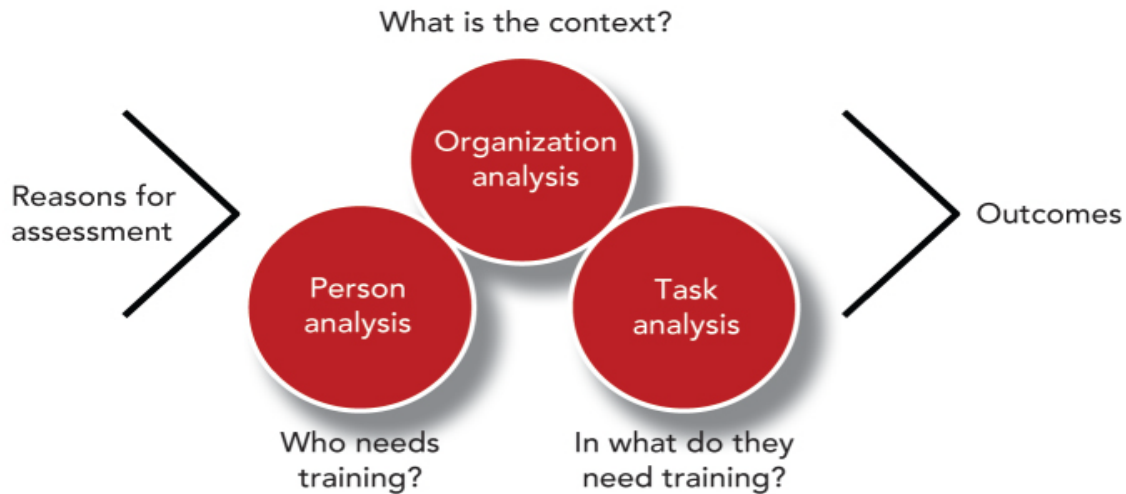 What is the context?
Organization
analysis
Reasons for
assessment
Outcomes
Person
analysis
Task
analysis
Who needs
training?
In what do they
need training?